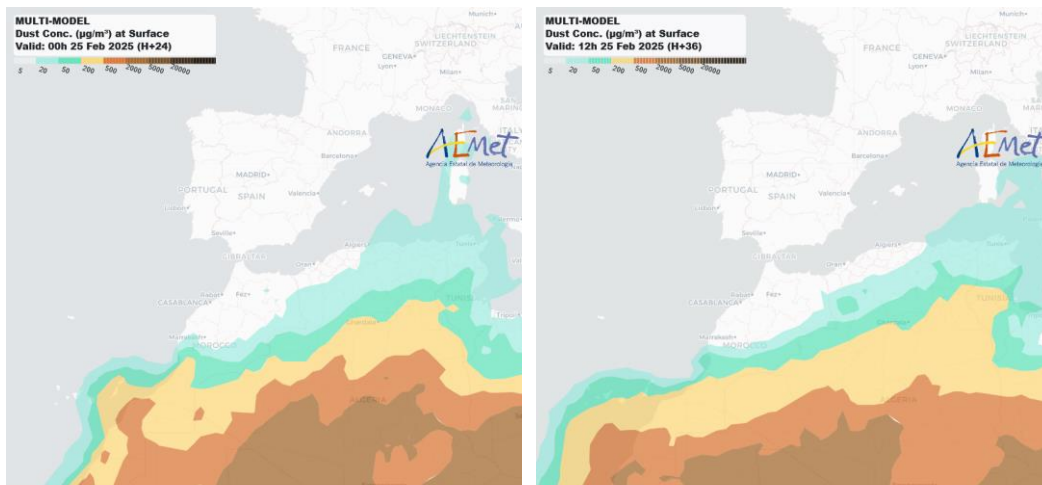 MULTI-MODEL
Dust Conc. (µg/m³) at Surface
Valid: 00h 25 Feb 2025 (H+24)
5 20 50 200 500 2000 5000 20000
Munich
LIECHTENSTEIN
FRANCE
SWITZERLAND
GENEVA
Lyon
Milan
MONACO
ANDORRA
Barcelona
MADRID
PORTUGAL
SPAIN
Valencia
Lisbon
Sevilla
GIBRALTAR
Algiers
Oran
Tunis
Rabat
Fez
CASABLANCA
TUNISI
Marrakesh
MOROCCO
ALGERIA
AEMet
Agencia Estatal de Meteorología
MULTI-MODEL
Dust Conc. (µg/m³) at Surface
Valid: 12h 25 Feb 2025 (H+36)
5 20 50 200 500 2000 5000 20000
Munich
LIECHTENSTEIN
FRANCE
SWITZERLAND
GENEVA
Lyon
Milan
MONACO
ANDORRA
Barcelona
MADRID
PORTUGAL
SPAIN
Valencia
Lisbon
Sevilla
GIBRALTAR
Algiers
Oran
Tunis
Rabat
Fez
CASABLANCA
TUNISI
Marrakesh
MOROCCO
ALGERIA
AEMet
Agencia Estatal de Meteorología